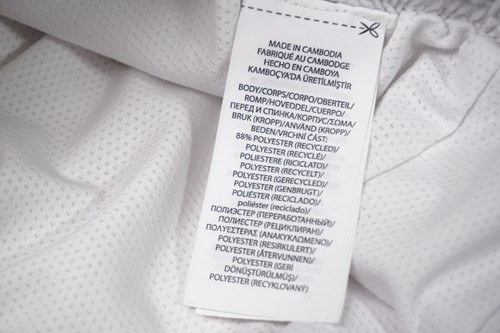 MADE IN CAMBODIA
FABRIQUÉ AU CAMBODGE
HECHO EN CAMBOYA
KAMBOÇYA'DA ÜRETİLMİŞTİR
BODY/CORPS/CORPO/OBERTEIL/
ROMP/HOVEDDEL/CUERPO/
ПЕРЕД И СПИНКА/КОРПУС/ΣΩΜΑ/
BRUK (KROPP)/ANVÄND (KROPP)/
BEDEN/VRCHNÍ ČÁST:
88% POLYESTER (RECYCLED)/
POLYESTER (RECYCLÉ)/
POLIESTERE (RICICLATO)/
POLYESTER (RECYCELT)/
POLYESTER (GERECYCLED)/
POLYESTER (GENBRUGT)/
POLIÉSTER (RECICLADO)/
poliéster (reciclado)/
ПОЛИЭСТЕР (ПЕРЕРАБОТАННЫЙ)/
ПОЛИЭСТЕР (РЕЦИКЛИРАН)/
ΠΟΛΥΕΣΤΕΡΑΣ (ΑΝΑΚΥΚΛΩΜΕΝΟ)/
POLYESTER (RESIRKULERT)/
POLYESTER (ÅTERVUNNEN)/
POLYESTER (GERİ
DÖNÜŞTÜRÜLMÜŞ)/
POLYESTER (RECYKLOVANÝ)